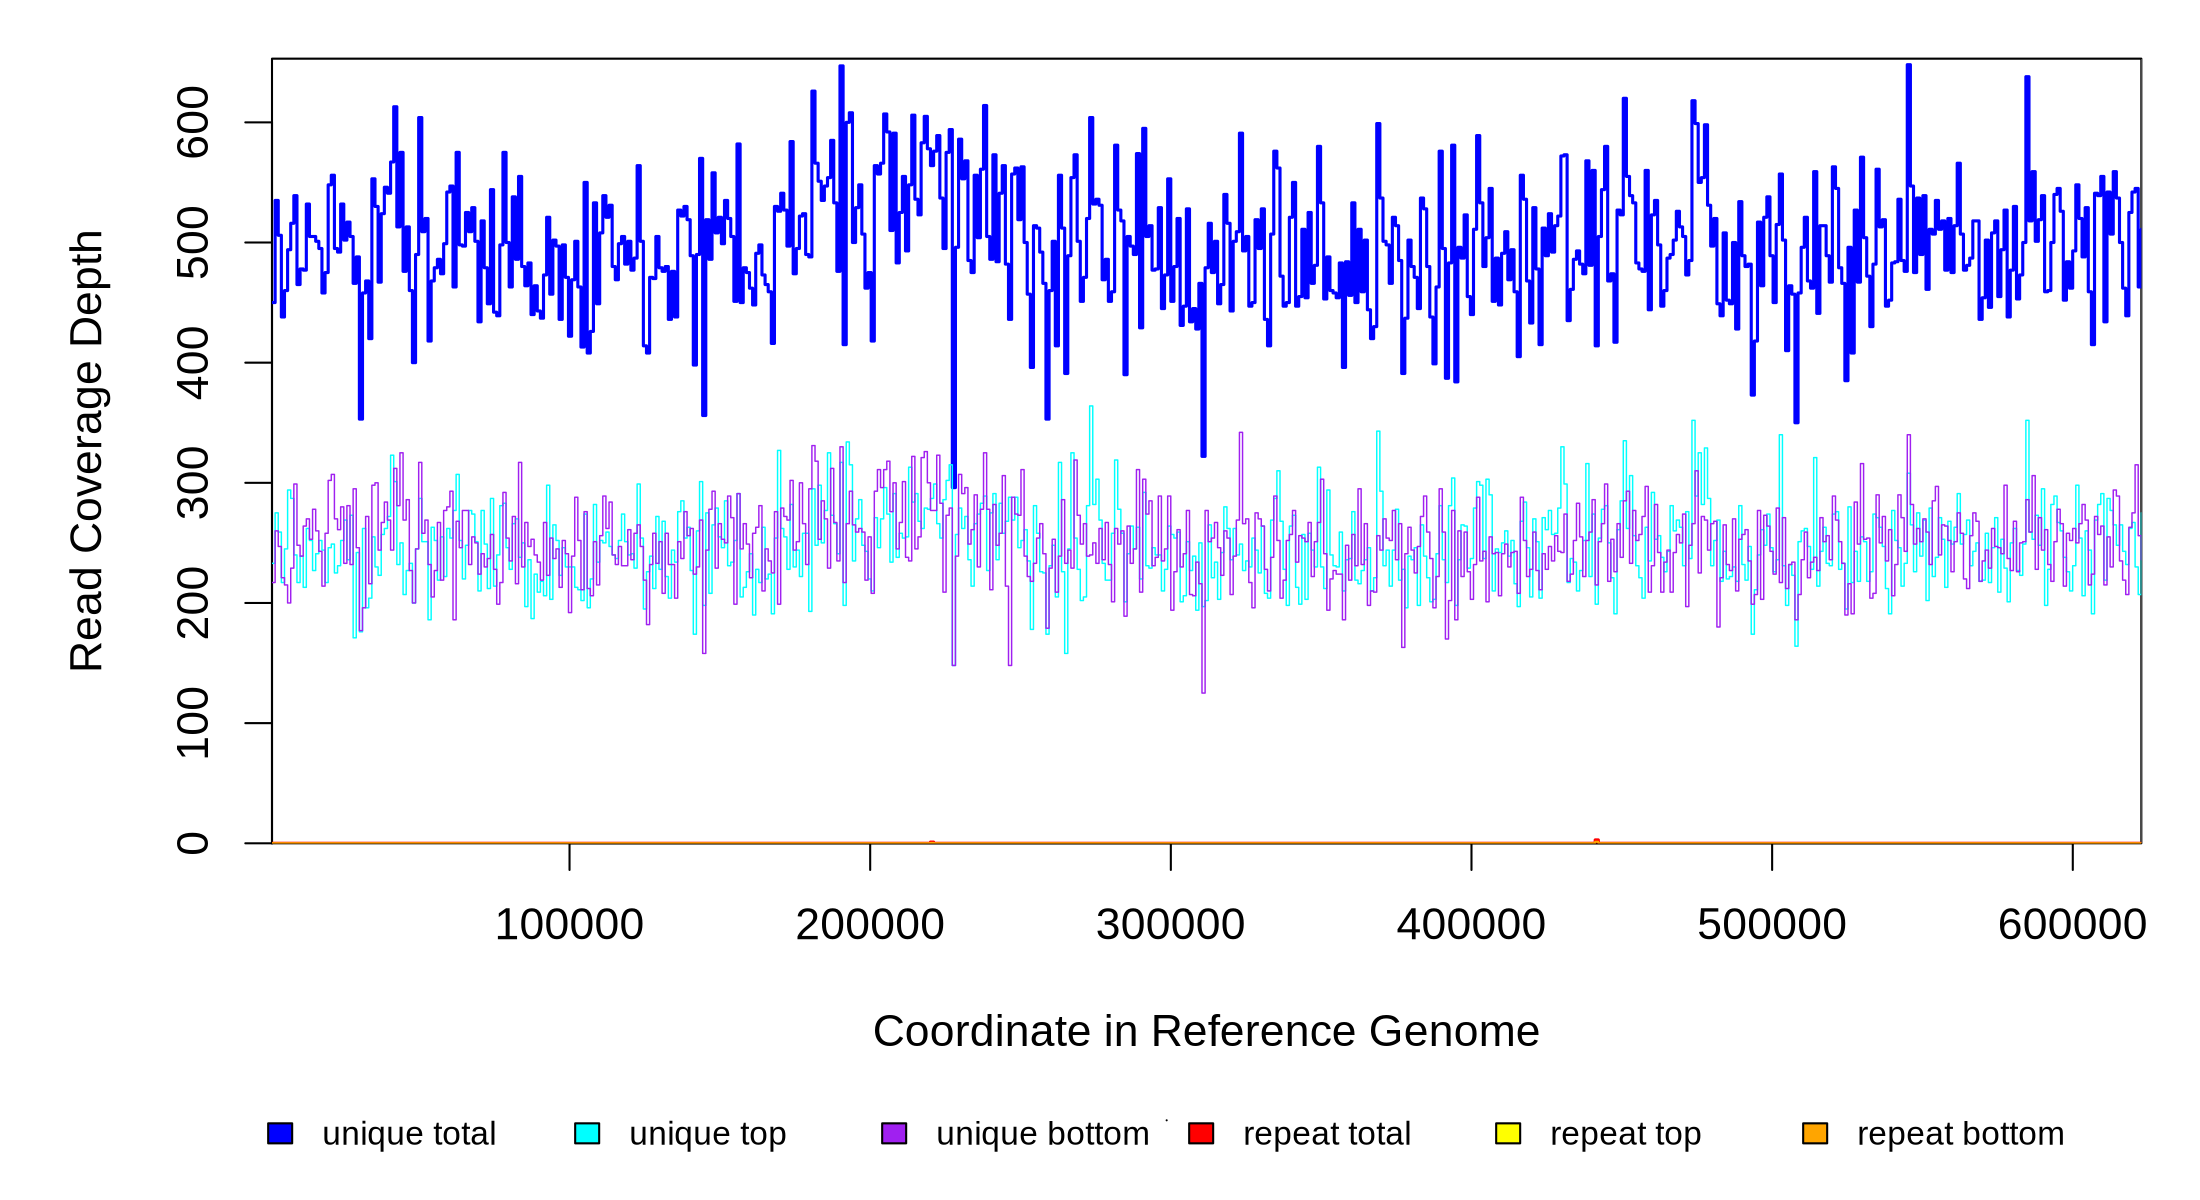 Read Coverage Depth
600
500
400
300
200
100
0
100000 200000 300000 400000 500000 600000
Coordinate in Reference Genome
unique total unique top unique bottom repeat total repeat top repeat bottom